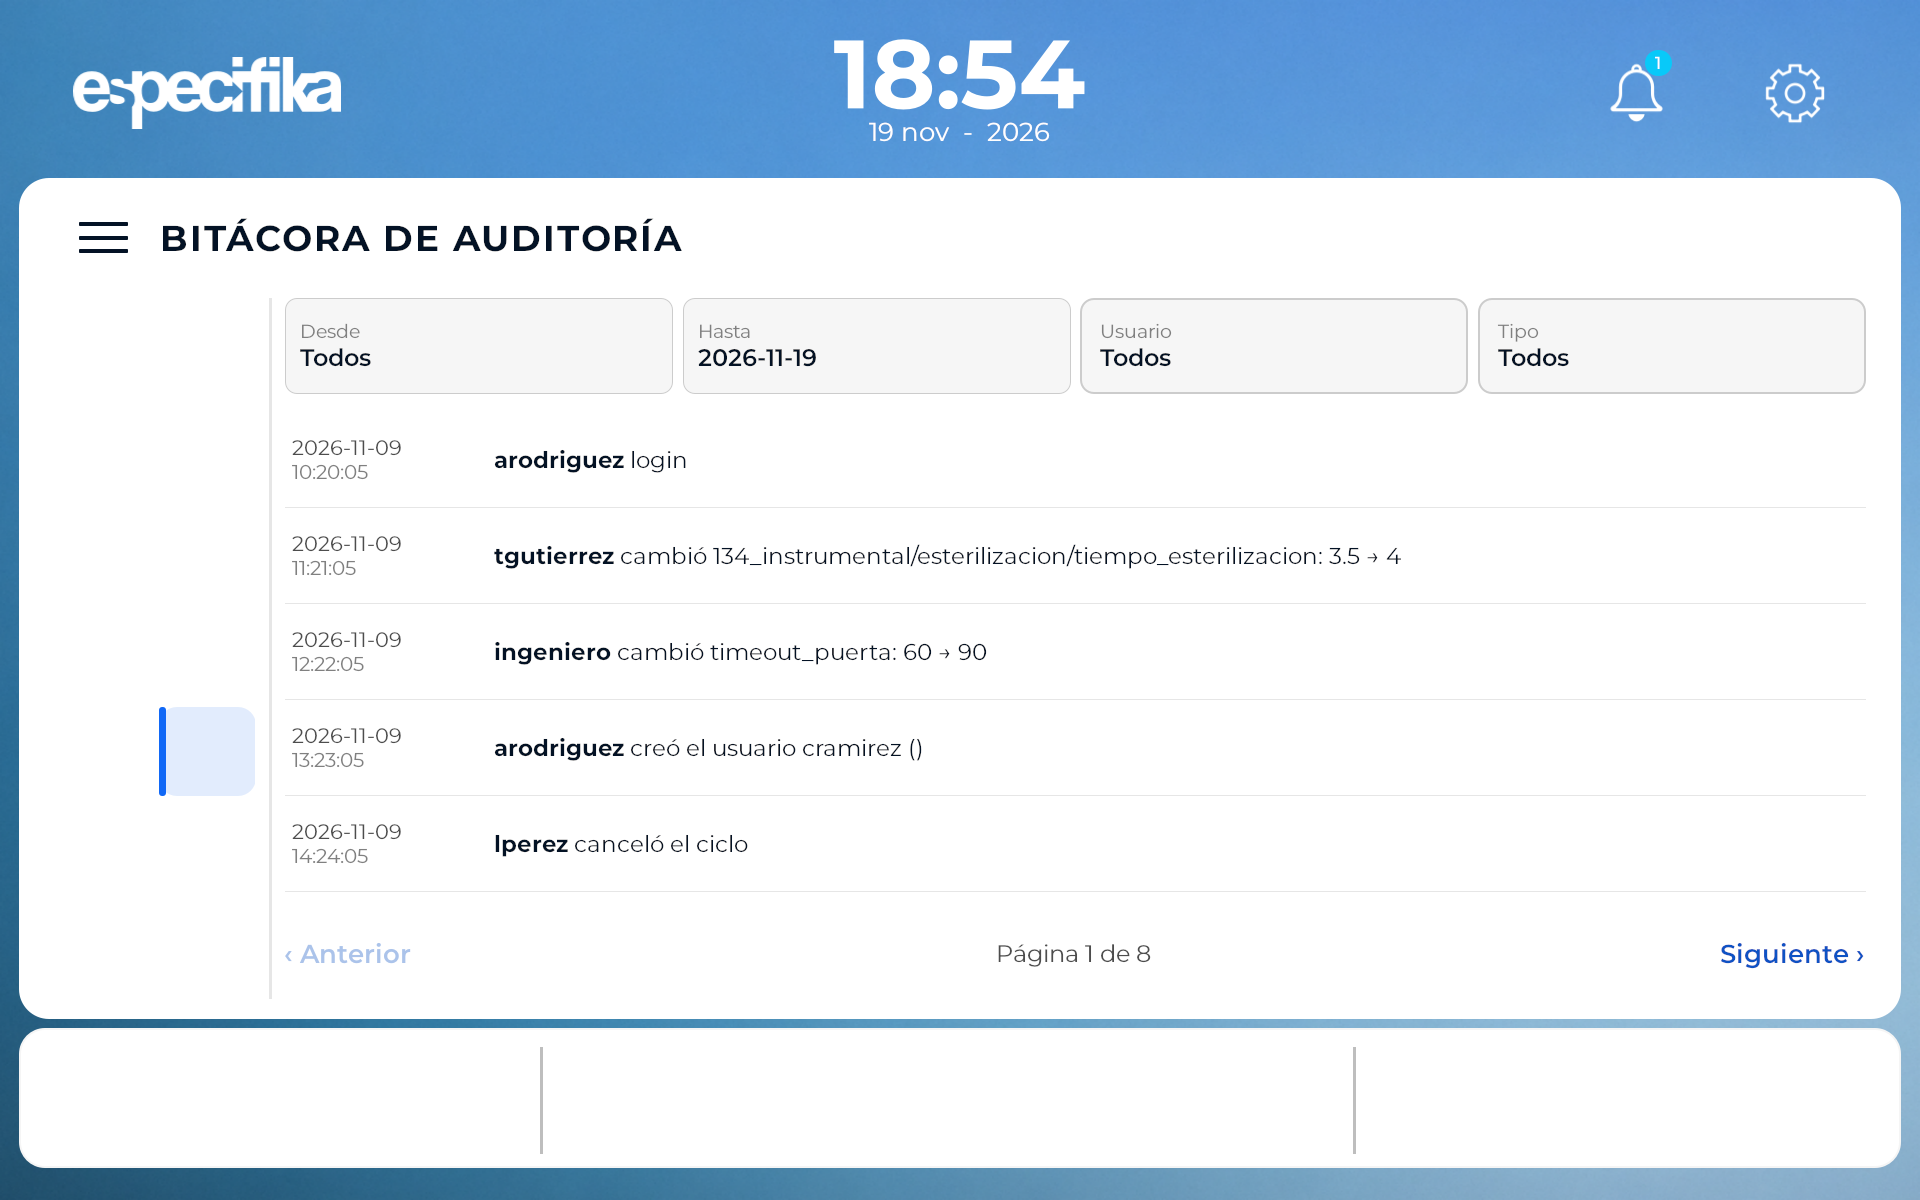 especifika
18:54
19 nov - 2026
1
BITÁCORA DE AUDITORÍA
Desde
Todos
Hasta
2026-11-19
Usuario
Todos
Tipo
Todos
2026-11-09
10:20:05
arodriguez login
2026-11-09
11:21:05
tgutierrez cambió 134_instrumental/esterilizacion/tiempo_esterilizacion: 3.5 → 4
2026-11-09
12:22:05
ingeniero cambió timeout_puerta: 60 → 90
2026-11-09
13:23:05
arodriguez creó el usuario cramirez ()
2026-11-09
14:24:05
lperez canceló el ciclo
‹ Anterior
Página 1 de 8
Siguiente ›